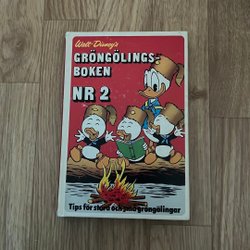 Walt Disney's
GRÖNGÖLINGS-
BOKEN
NR 2
Tips för stora och små gröngölingar